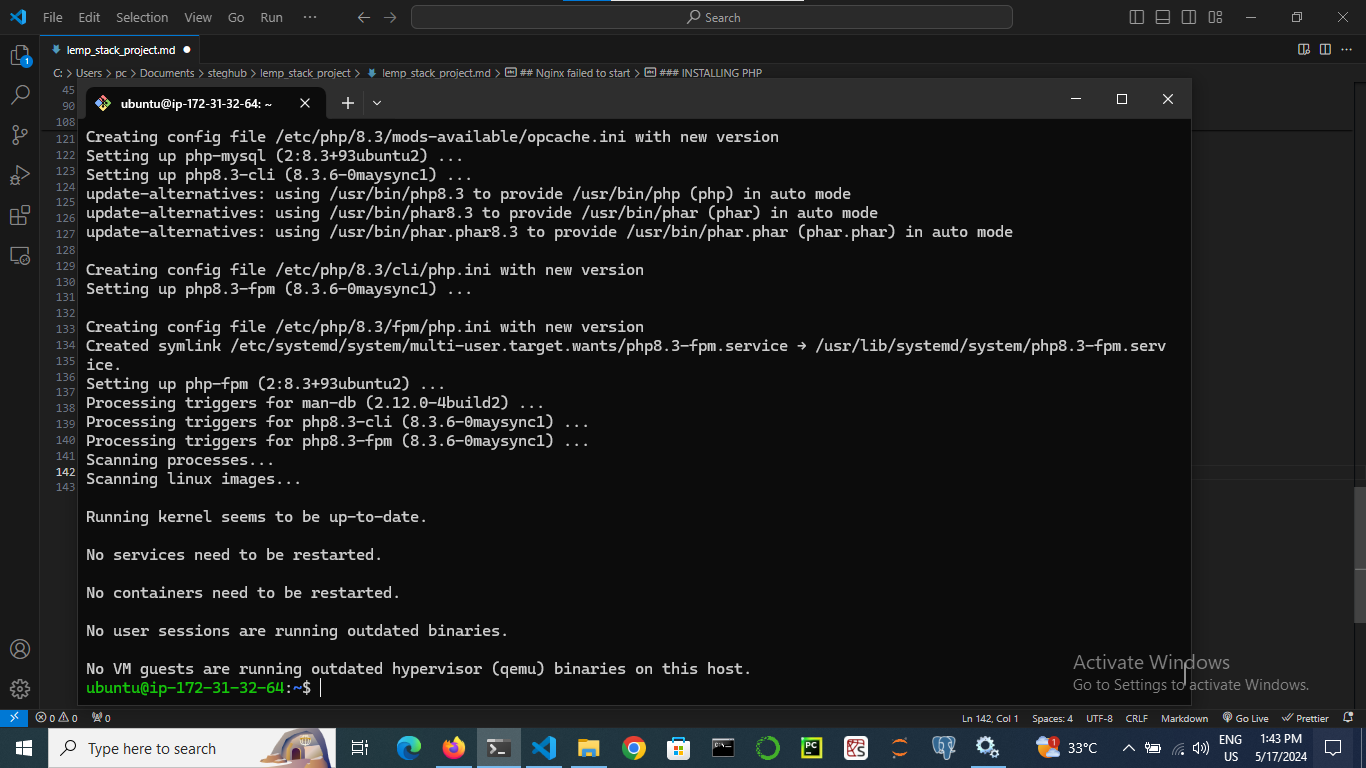 File Edit Selection View Go Run ··· Search
lemp_stack_project.md
C: > Users > pc > Documents > steghub > lemp_stack_project > lemp_stack_project.md > ## Nginx failed to start > ### INSTALLING PHP
ubuntu@ip-172-31-32-64: ~
45
90
108
121
122
123
124
125
126
127
128
129
130
131
132
133
134
135
136
137
138
139
140
141
142
143
Creating config file /etc/php/8.3/mods-available/opcache.ini with new version
Setting up php-mysql (2:8.3+93ubuntu2) ...
Setting up php8.3-cli (8.3.6-0maysync1) ...
update-alternatives: using /usr/bin/php8.3 to provide /usr/bin/php (php) in auto mode
update-alternatives: using /usr/bin/phar8.3 to provide /usr/bin/phar (phar) in auto mode
update-alternatives: using /usr/bin/phar.phar8.3 to provide /usr/bin/phar.phar (phar.phar) in auto mode
Creating config file /etc/php/8.3/cli/php.ini with new version
Setting up php8.3-fpm (8.3.6-0maysync1) ...
Creating config file /etc/php/8.3/fpm/php.ini with new version
Created symlink /etc/systemd/system/multi-user.target.wants/php8.3-fpm.service → /usr/lib/systemd/system/php8.3-fpm.serv
ice.
Setting up php-fpm (2:8.3+93ubuntu2) ...
Processing triggers for man-db (2.12.0-4build2) ...
Processing triggers for php8.3-cli (8.3.6-0maysync1) ...
Processing triggers for php8.3-fpm (8.3.6-0maysync1) ...
Scanning processes...
Scanning linux images...
Running kernel seems to be up-to-date.
No services need to be restarted.
No containers need to be restarted.
No user sessions are running outdated binaries.
No VM guests are running outdated hypervisor (qemu) binaries on this host.
ubuntu@ip-172-31-32-64:~$
Activate Windows
Go to Settings to activate Windows.
0 0 0 Ln 142, Col 1 Spaces: 4 UTF-8 CRLF Markdown Go Live Prettier
Type here to search 33°C ENG US 1:43 PM 5/17/2024